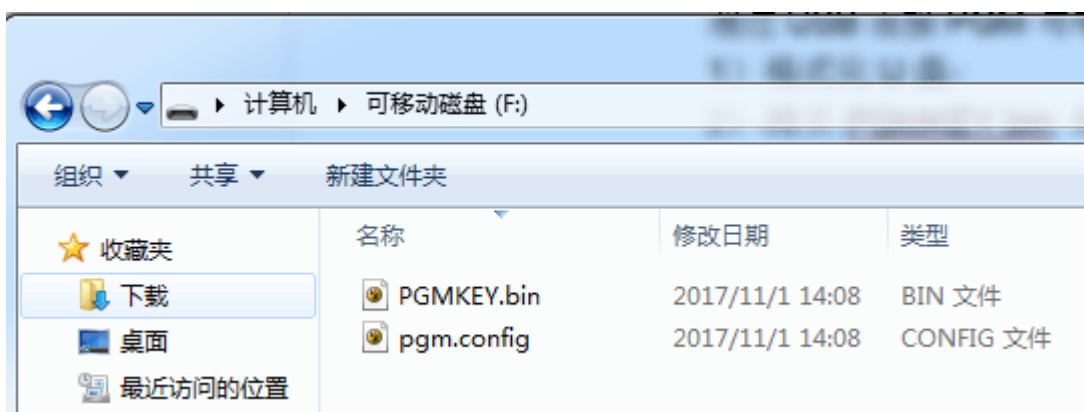 计算机 可移动磁盘 (F:)
组织 共享 新建文件夹
名称 修改日期 类型
收藏夹
下载
桌面
最近访问的位置
PGMKEY.bin 2017/11/1 14:08 BIN 文件
pgm.config 2017/11/1 14:08 CONFIG 文件